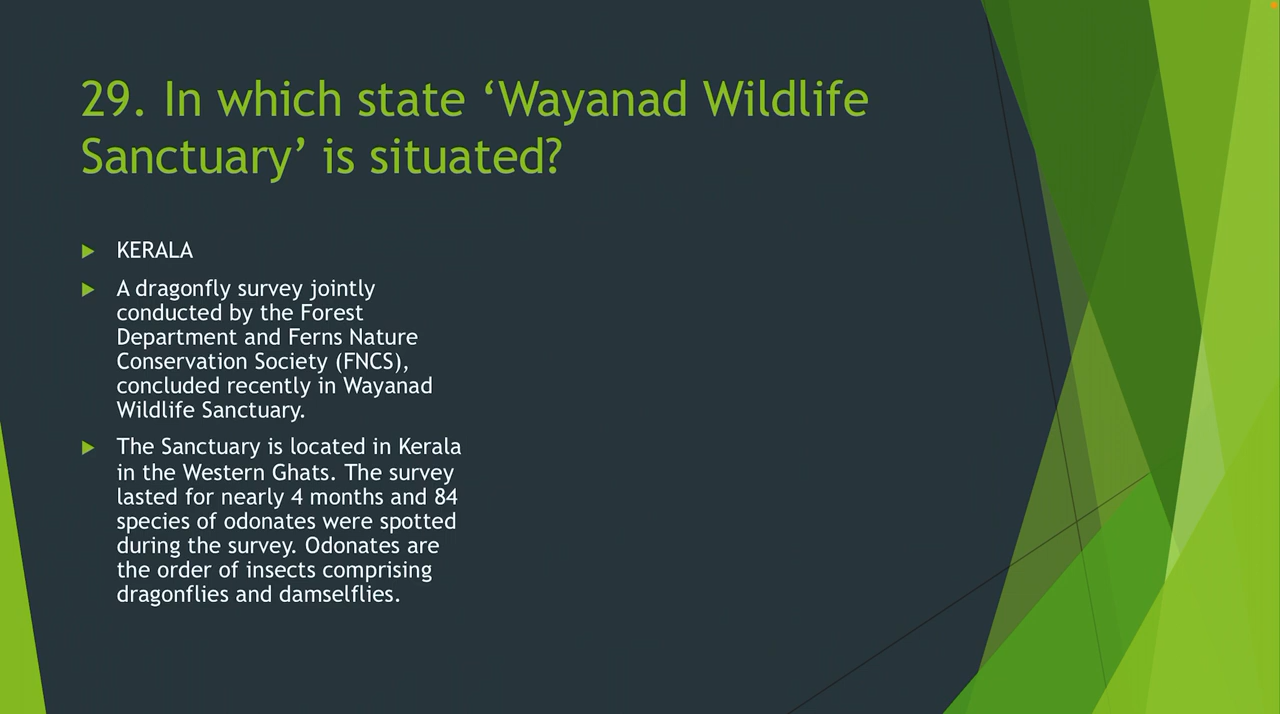 29. In which state ‘Wayanad Wildlife
Sanctuary’ is situated?
KERALA
A dragonfly survey jointly
conducted by the Forest
Department and Ferns Nature
Conservation Society (FNCS),
concluded recently in Wayanad
Wildlife Sanctuary.
The Sanctuary is located in Kerala
in the Western Ghats. The survey
lasted for nearly 4 months and 84
species of odonates were spotted
during the survey. Odonates are
the order of insects comprising
dragonflies and damselflies.